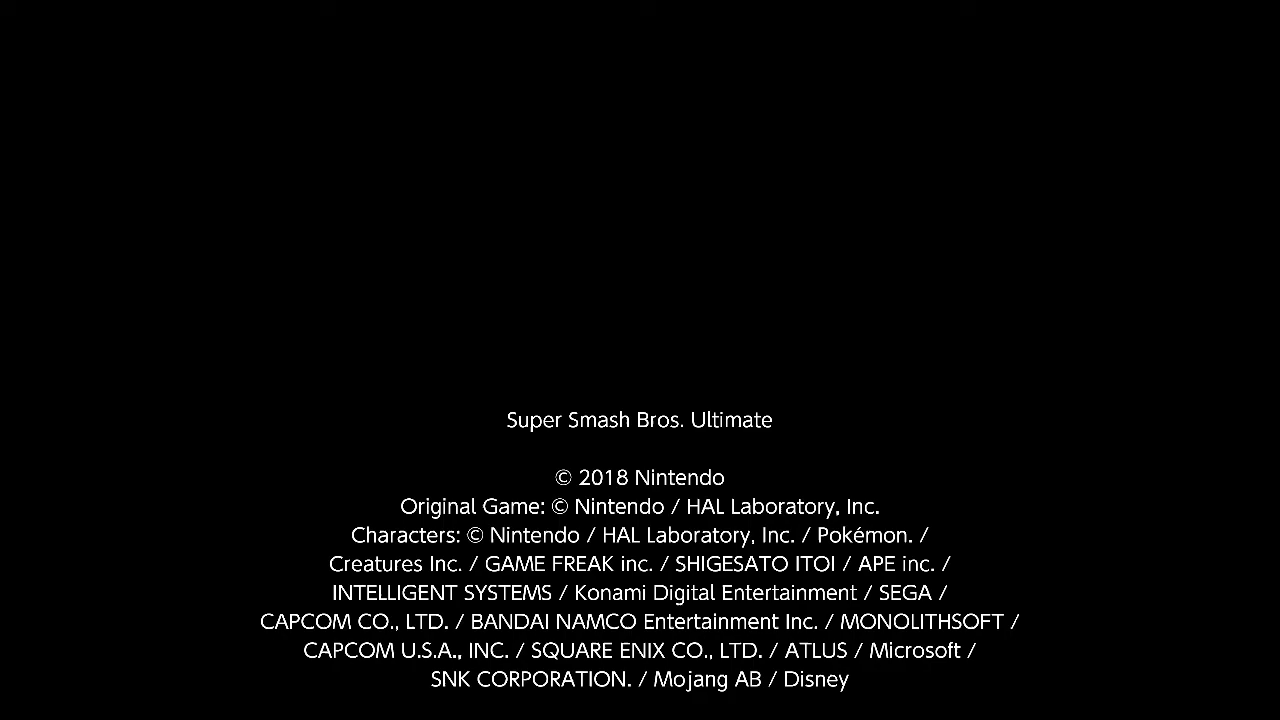 Super Smash Bros. Ultimate
© 2018 Nintendo
Original Game: © Nintendo / HAL Laboratory, Inc.
Characters: © Nintendo / HAL Laboratory, Inc. / Pokémon. /
Creatures Inc. / GAME FREAK inc. / SHIGESATO ITOI / APE inc. /
INTELLIGENT SYSTEMS / Konami Digital Entertainment / SEGA /
CAPCOM CO., LTD. / BANDAI NAMCO Entertainment Inc. / MONOLITHSOFT /
CAPCOM U.S.A., INC. / SQUARE ENIX CO., LTD. / ATLUS / Microsoft /
SNK CORPORATION. / Mojang AB / Disney